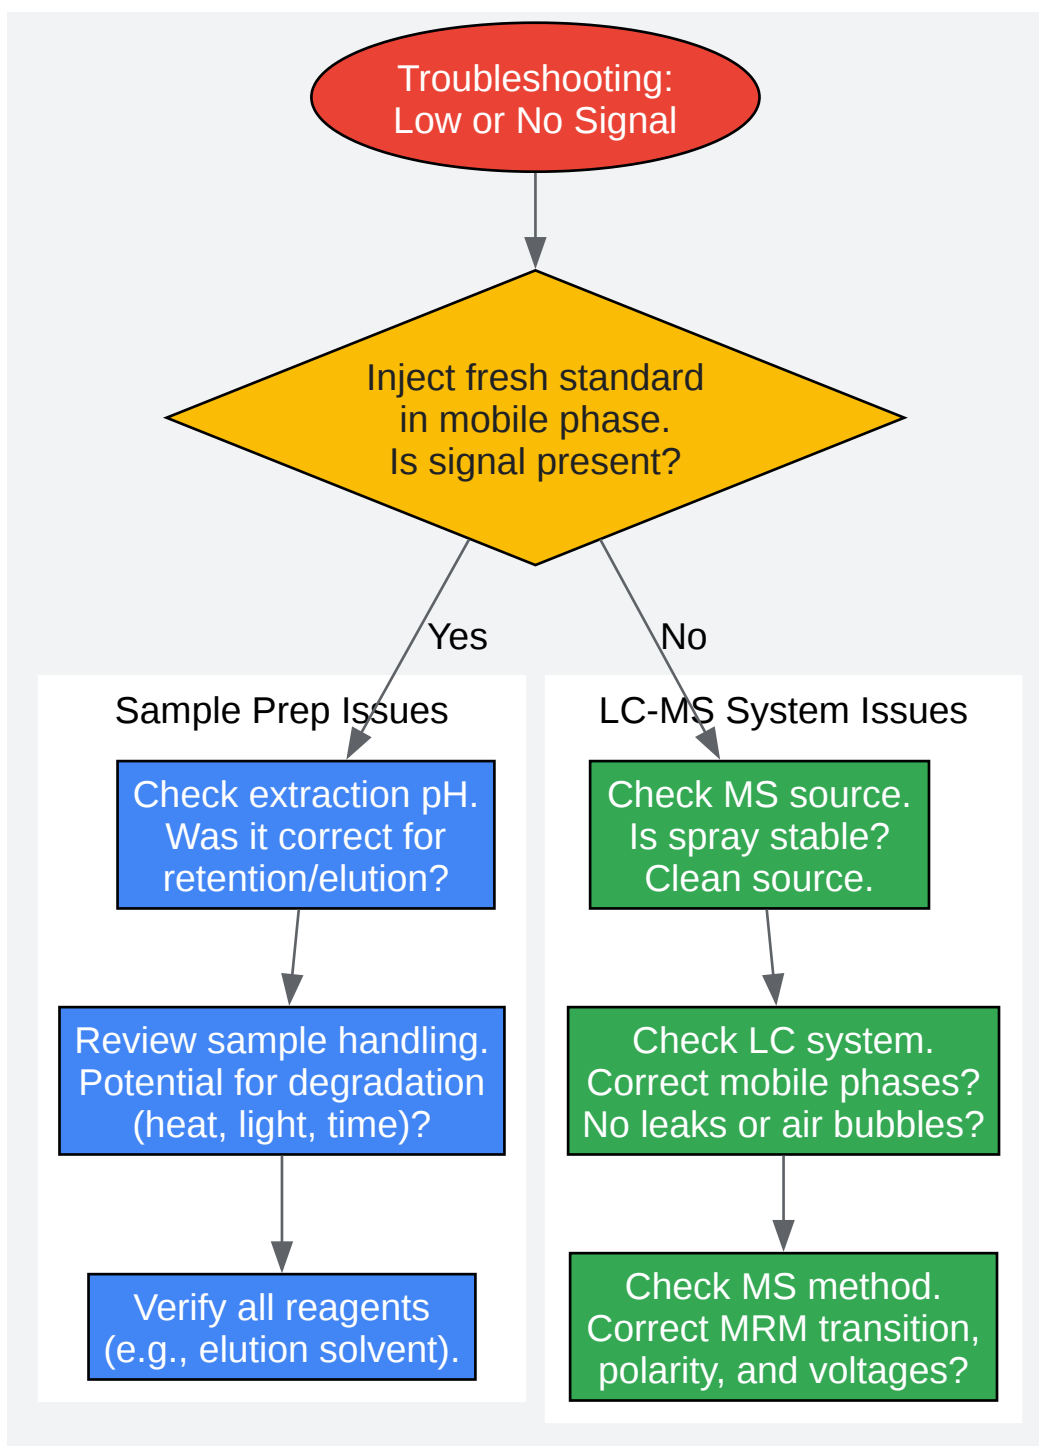 Troubleshooting:
Low or No Signal
Inject fresh standard
in mobile phase.
Is signal present?
Yes
No
Sample Prep Issues
Check extraction pH.
Was it correct for
retention/elution?
Review sample handling.
Potential for degradation
(heat, light, time)?
Verify all reagents
(e.g., elution solvent).
LC-MS System Issues
Check MS source.
Is spray stable?
Clean source.
Check LC system.
Correct mobile phases?
No leaks or air bubbles?
Check MS method.
Correct MRM transition,
polarity, and voltages?